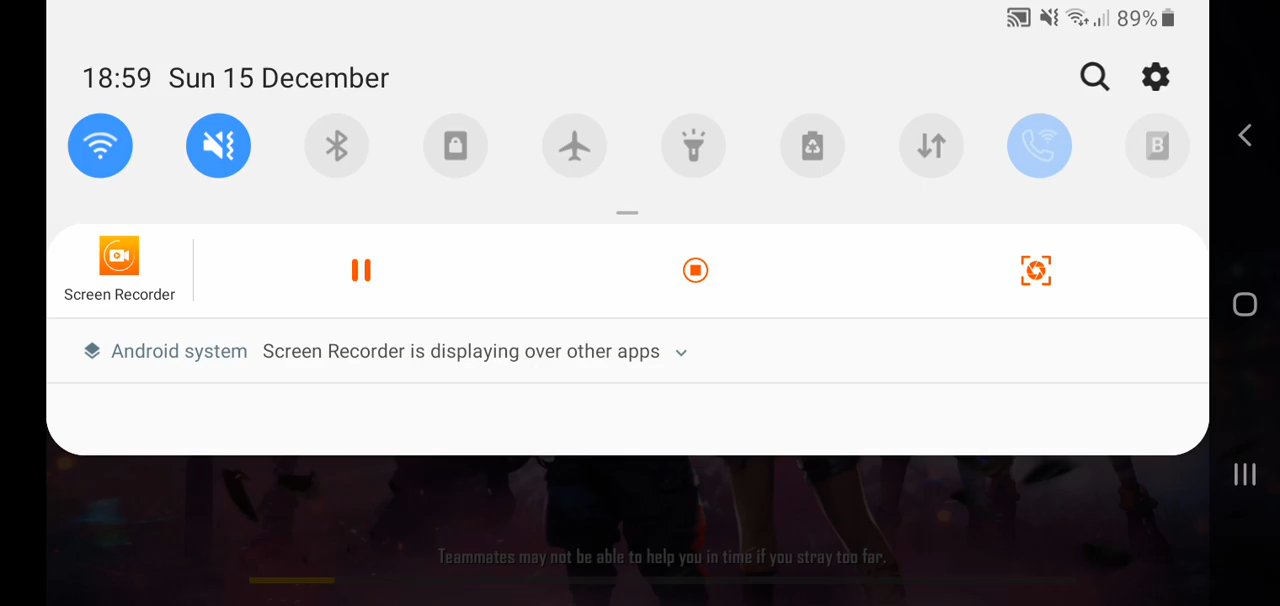 89%
18:59 Sun 15 December
B
Screen Recorder
Android system Screen Recorder is displaying over other apps
Teammates may not be able to help you in time if you stray too far.